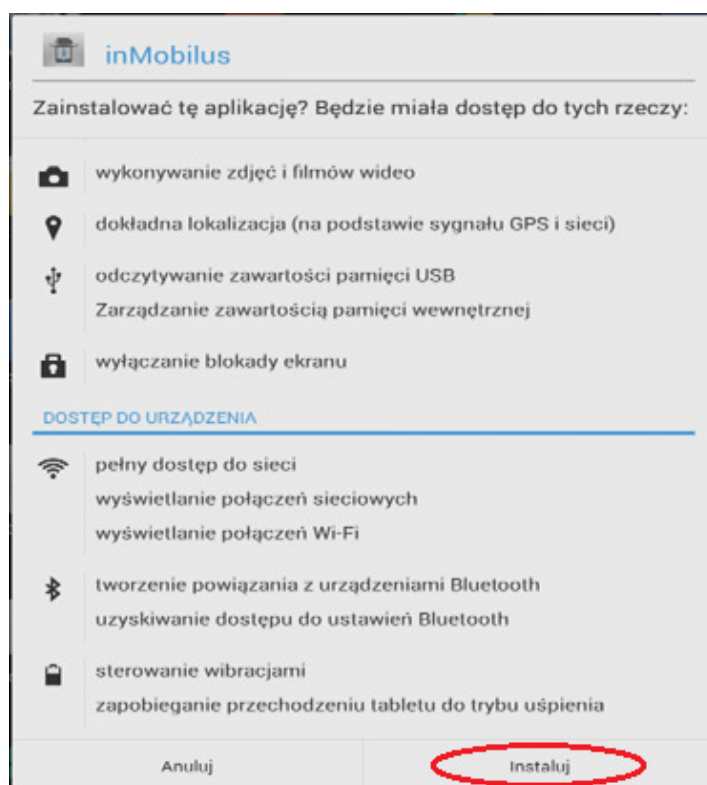 inMobilus
Zainstalować tę aplikację? Będzie miała dostęp do tych rzeczy:
wykonywanie zdjęć i filmów wideo
dokładna lokalizacja (na podstawie sygnału GPS i sieci)
odczytywanie zawartości pamięci USB
Zarządzanie zawartością pamięci wewnętrznej
wyłączanie blokady ekranu
DOSTĘP DO URZĄDZENIA
pełny dostęp do sieci
wyświetlanie połączeń sieciowych
wyświetlanie połączeń Wi-Fi
tworzenie powiązania z urządzeniami Bluetooth
uzyskiwanie dostępu do ustawień Bluetooth
sterowanie wibracjami
zapobieganie przechodzeniu tabletu do trybu uśpienia
Anuluj
Instaluj